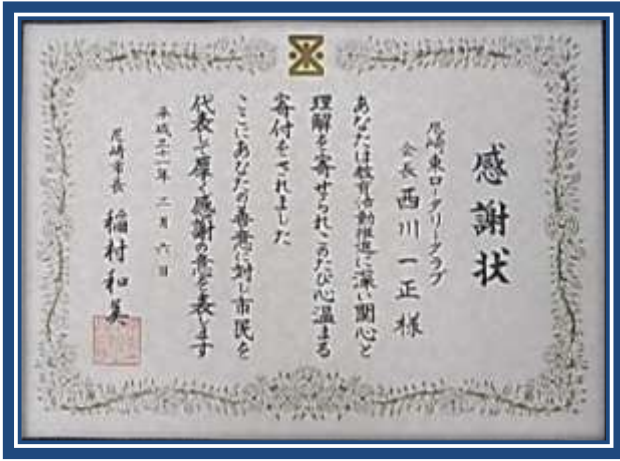 感謝状
尼崎東ロータリークラブ
会長 西川一正 様
あなたは教育活動推進に深い関心と
理解を寄せられこのたび心温まる
寄付をされました
ここにあなたの善意に対し市民を
代表して厚く感謝の意を表します
平成三十一年 二月 六日
尼崎市長 稲村和美